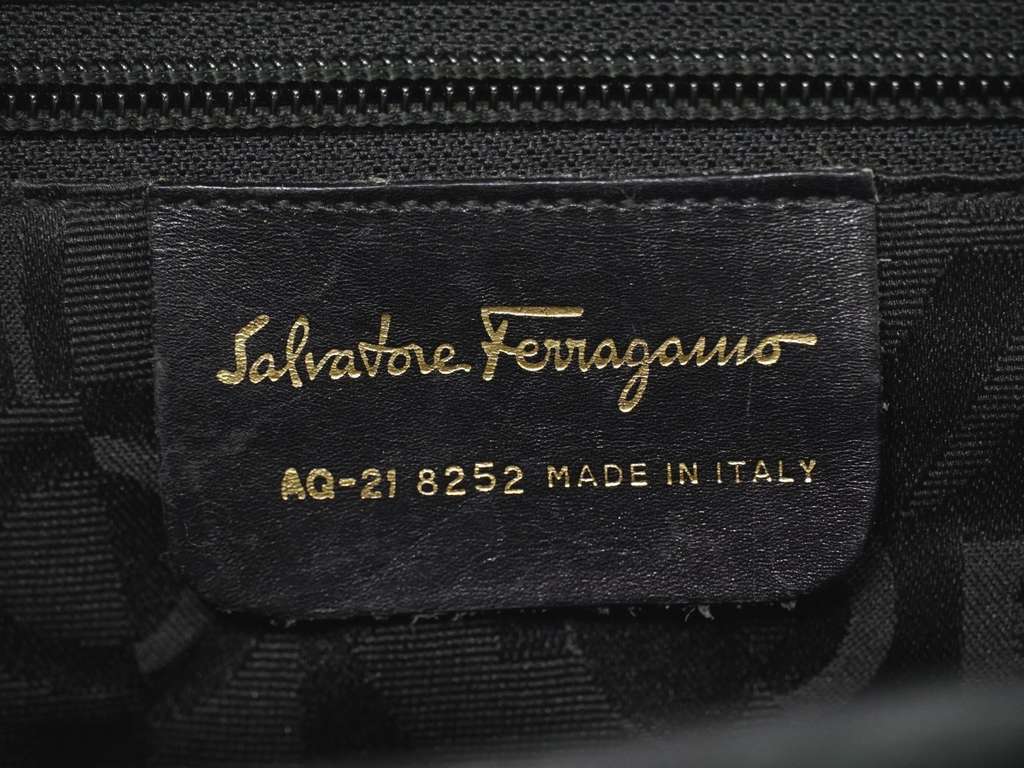 Salvatore Ferragamo
AQ-21 8252 MADE IN ITALY